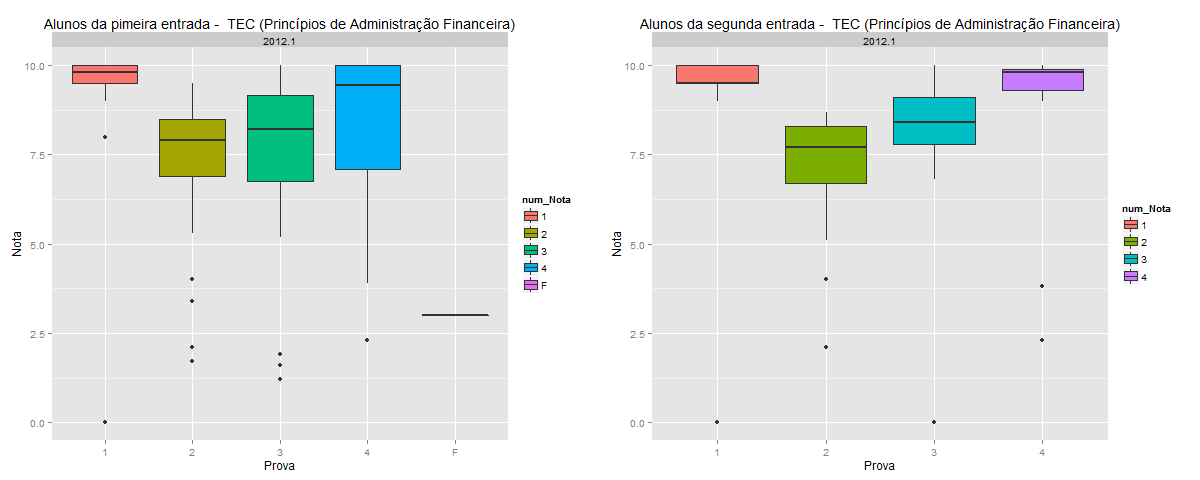 Alunos da pimeira entrada -  TEC (Princípios de Administração Financeira)
2012.1
10.0
7.5
5.0
2.5
0.0
Nota
1 2 3 4 F
Prova
num_Nota
1
2
3
4
F
Alunos da segunda entrada -  TEC (Princípios de Administração Financeira)
2012.1
10.0
7.5
5.0
2.5
0.0
Nota
1 2 3 4
Prova
num_Nota
1
2
3
4